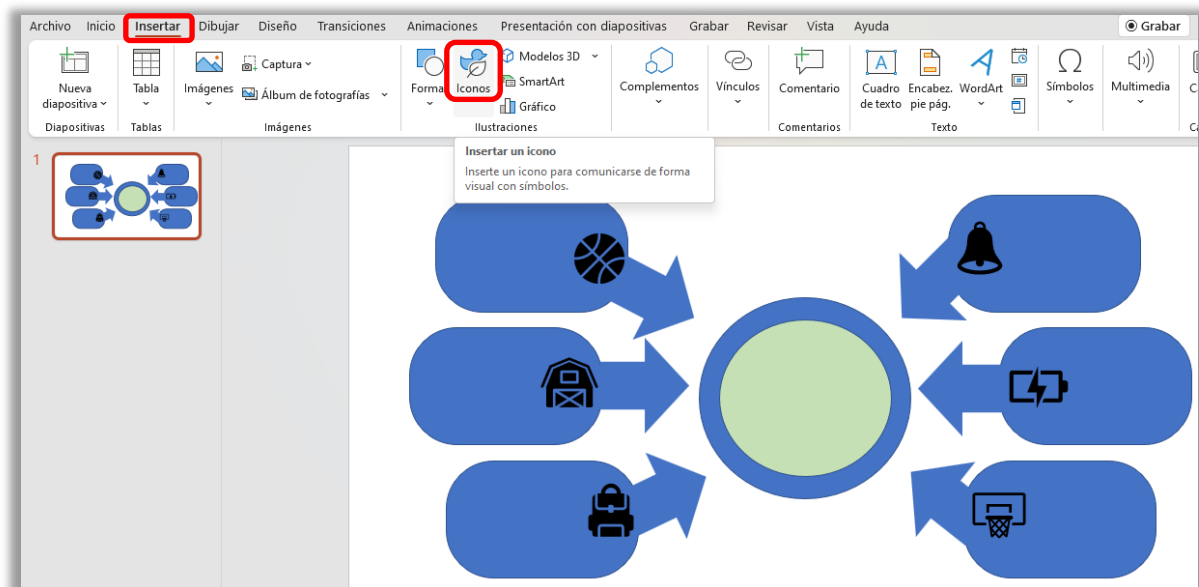 Archivo Inicio Insertar Dibujar Diseño Transiciones Animaciones Presentación con diapositivas Grabar Revisar Vista Ayuda Grabar
Nueva diapositiva
Tabla
Imágenes
Captura
Álbum de fotografías
Formas
Iconos
Modelos 3D
SmartArt
Gráfico
Complementos
Vínculos
Comentario
Cuadro de texto
Encabez. pie pág.
WordArt
Símbolos
Multimedia
Diapositivas Tablas Imágenes Ilustraciones Comentarios Texto
1
Insertar un icono
Inserte un icono para comunicarse de forma
visual con símbolos.